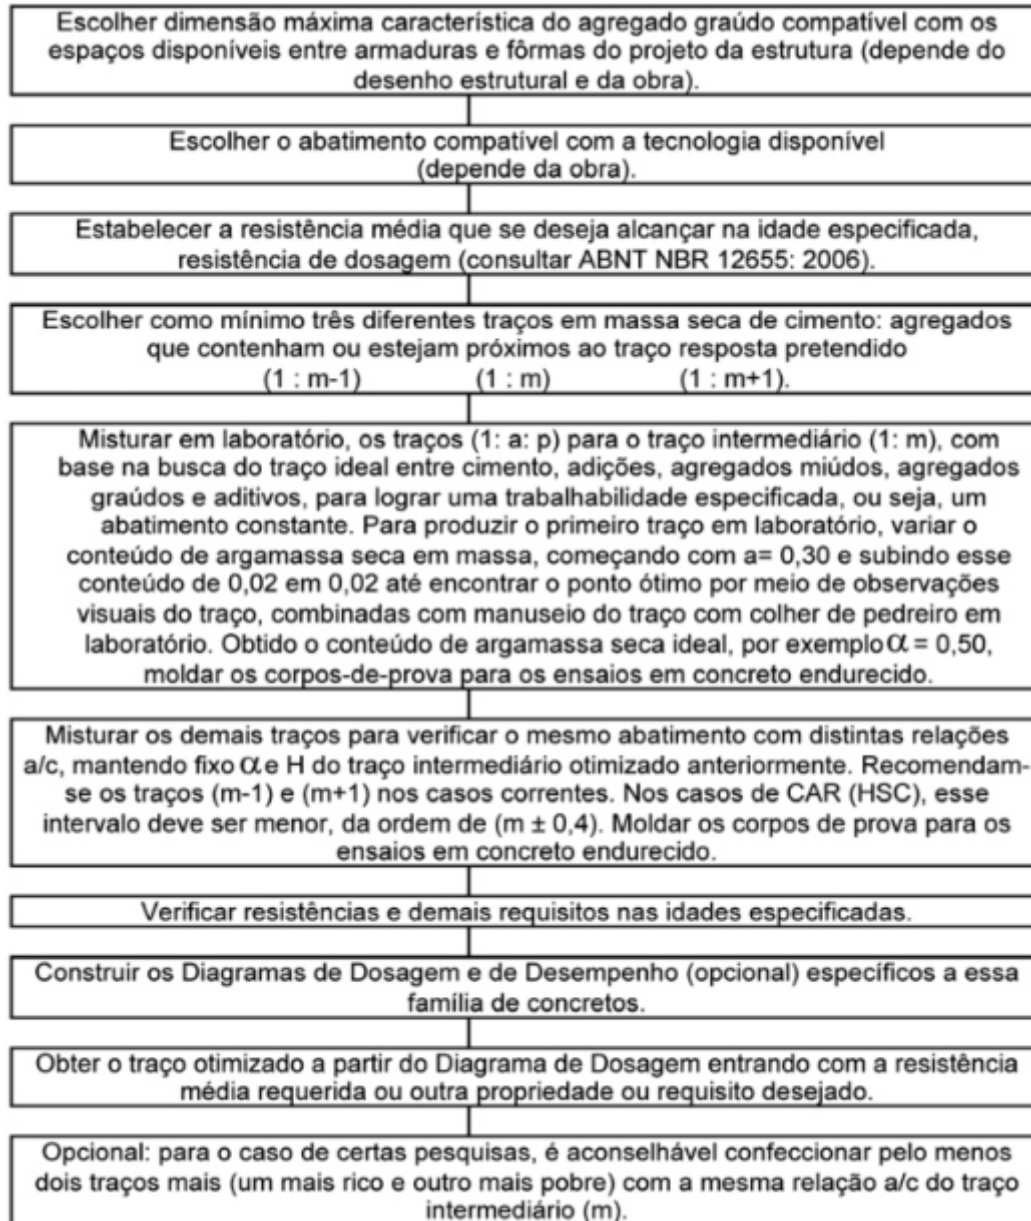 Escolher dimensão máxima característica do agregado graúdo compatível com os
espaços disponíveis entre armaduras e fôrmas do projeto da estrutura (depende do
desenho estrutural e da obra).
Escolher o abatimento compatível com a tecnologia disponível
(depende da obra).
Estabelecer a resistência média que se deseja alcançar na idade especificada,
resistência de dosagem (consultar ABNT NBR 12655: 2006).
Escolher como mínimo três diferentes traços em massa seca de cimento: agregados
que contenham ou estejam próximos ao traço resposta pretendido
(1 : m-1) (1 : m) (1 : m+1).
Misturar em laboratório, os traços (1: a: p) para o traço intermediário (1: m), com
base na busca do traço ideal entre cimento, adições, agregados miúdos, agregados
graúdos e aditivos, para lograr uma trabalhabilidade especificada, ou seja, um
abatimento constante. Para produzir o primeiro traço em laboratório, variar o
conteúdo de argamassa seca em massa, começando com a= 0,30 e subindo esse
conteúdo de 0,02 em 0,02 até encontrar o ponto ótimo por meio de observações
visuais do traço, combinadas com manuseio do traço com colher de pedreiro em
laboratório. Obtido o conteúdo de argamassa seca ideal, por exemplo α = 0,50,
moldar os corpos-de-prova para os ensaios em concreto endurecido.
Misturar os demais traços para verificar o mesmo abatimento com distintas relações
a/c, mantendo fixo α e H do traço intermediário otimizado anteriormente. Recomendam-
se os traços (m-1) e (m+1) nos casos correntes. Nos casos de CAR (HSC), esse
intervalo deve ser menor, da ordem de (m ± 0,4). Moldar os corpos de prova para os
ensaios em concreto endurecido.
Verificar resistências e demais requisitos nas idades especificadas.
Construir os Diagramas de Dosagem e de Desempenho (opcional) específicos a essa
família de concretos.
Obter o traço otimizado a partir do Diagrama de Dosagem entrando com a resistência
média requerida ou outra propriedade ou requisito desejado.
Opcional: para o caso de certas pesquisas, é aconselhável confeccionar pelo menos
dois traços mais (um mais rico e outro mais pobre) com a mesma relação a/c do traço
intermediário (m).